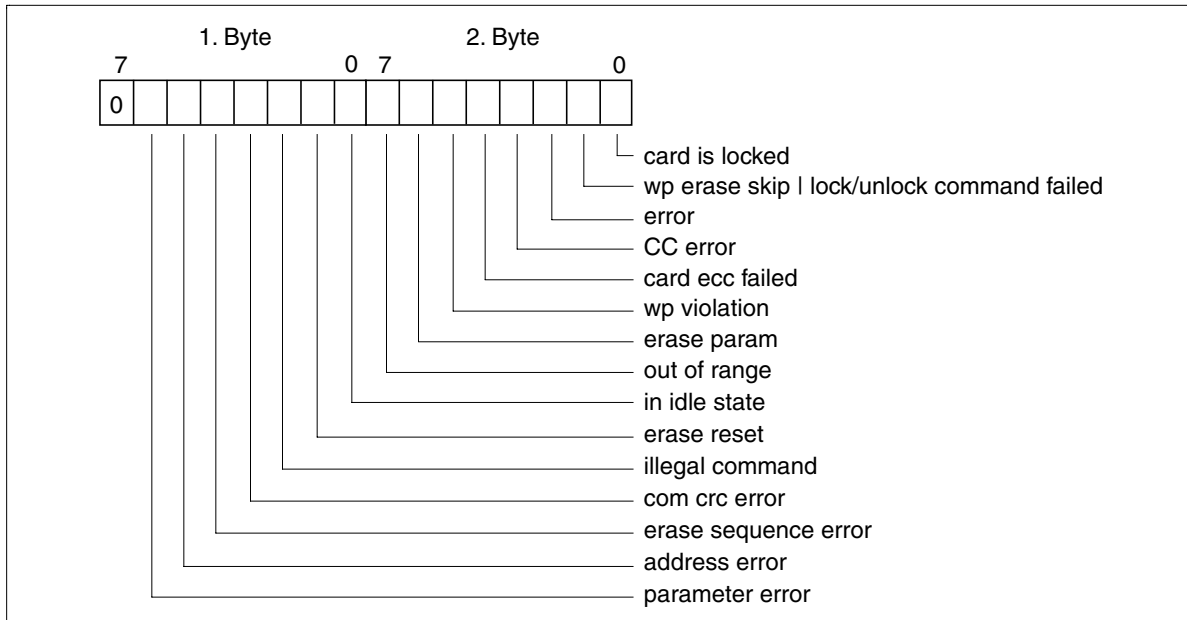 1. Byte 2. Byte
7 0 7 0
0
card is locked
wp erase skip | lock/unlock command failed
error
CC error
card ecc failed
wp violation
erase param
out of range
in idle state
erase reset
illegal command
com crc error
erase sequence error
address error
parameter error